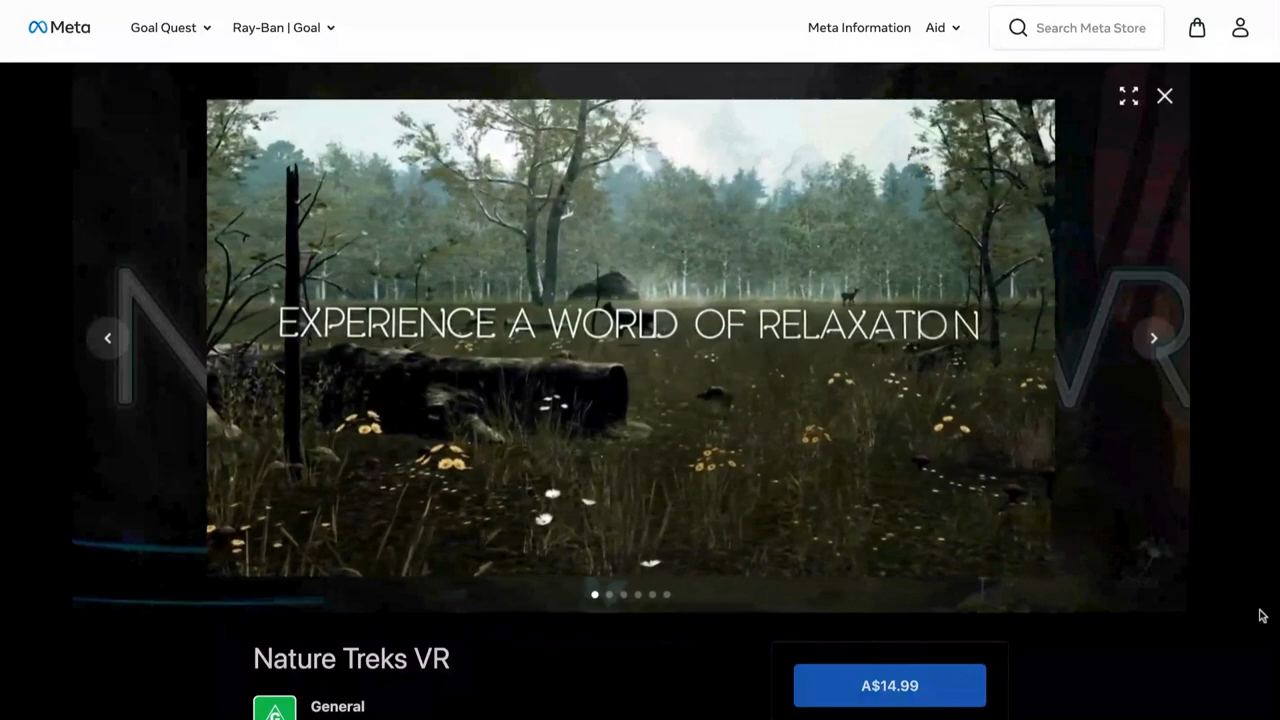 Meta
Goal Quest
Ray-Ban | Goal
Meta Information
Aid
Search Meta Store
EXPERIENCE A WORLD OF RELAXATION
N
VR
Nature Treks VR
G
General
A$14.99